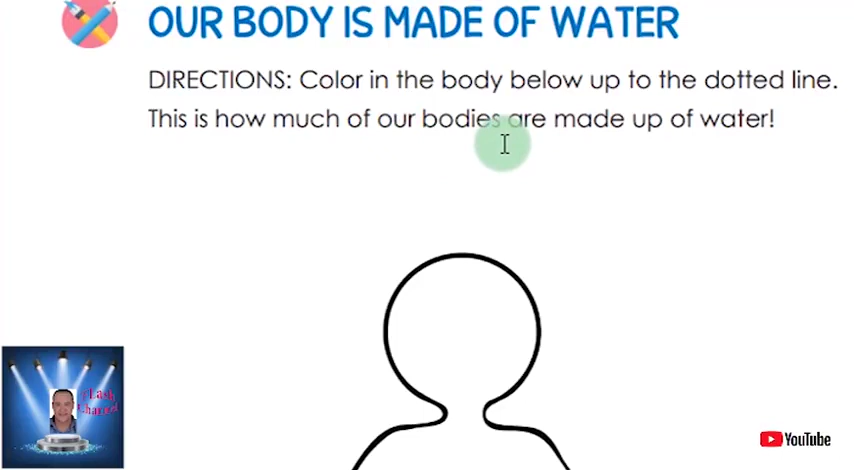 OUR BODY IS MADE OF WATER
DIRECTIONS: Color in the body below up to the dotted line.
This is how much of our bodies are made up of water!
Channel
YouTube